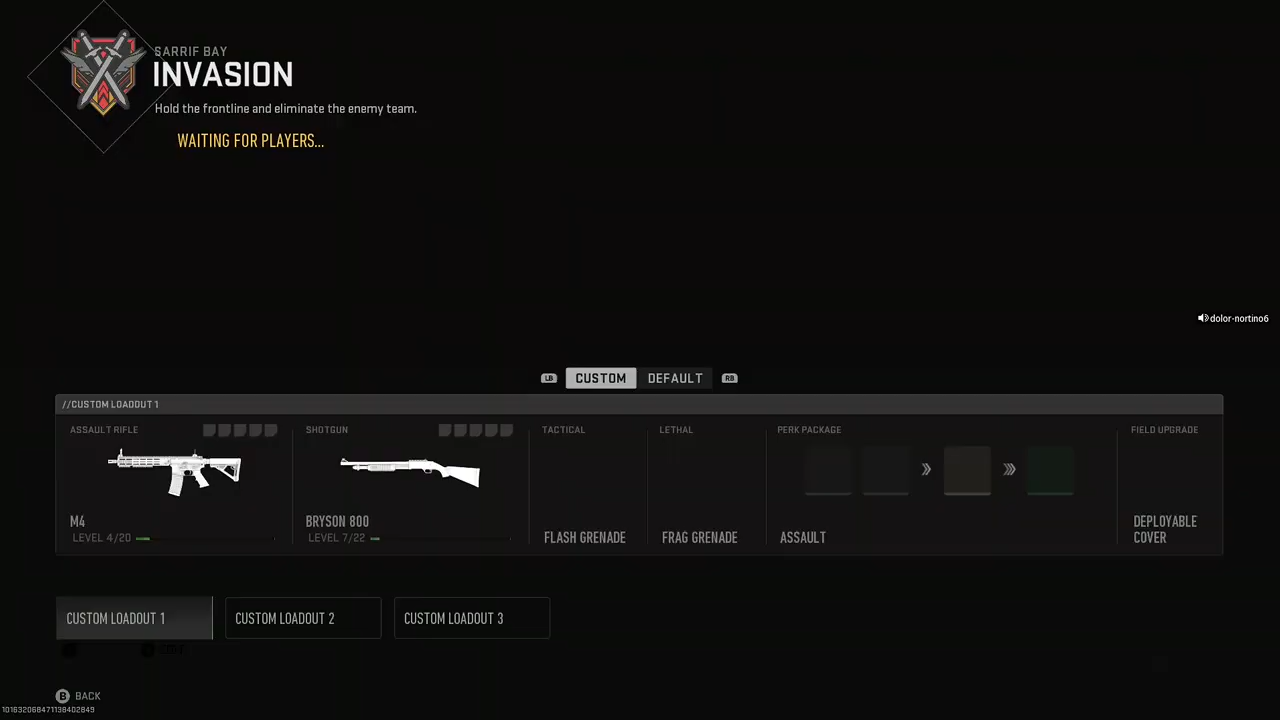 SARRIF BAY
INVASION
Hold the frontline and eliminate the enemy team.
WAITING FOR PLAYERS...
dolor-nortino6
LB CUSTOM DEFAULT RB
//CUSTOM LOADOUT 1
ASSAULT RIFLE SHOTGUN TACTICAL LETHAL PERK PACKAGE FIELD UPGRADE
M4 BRYSON 800 DEPLOYABLE
LEVEL 4/20 LEVEL 7/22 FLASH GRENADE FRAG GRENADE ASSAULT COVER
CUSTOM LOADOUT 1 CUSTOM LOADOUT 2 CUSTOM LOADOUT 3
B BACK